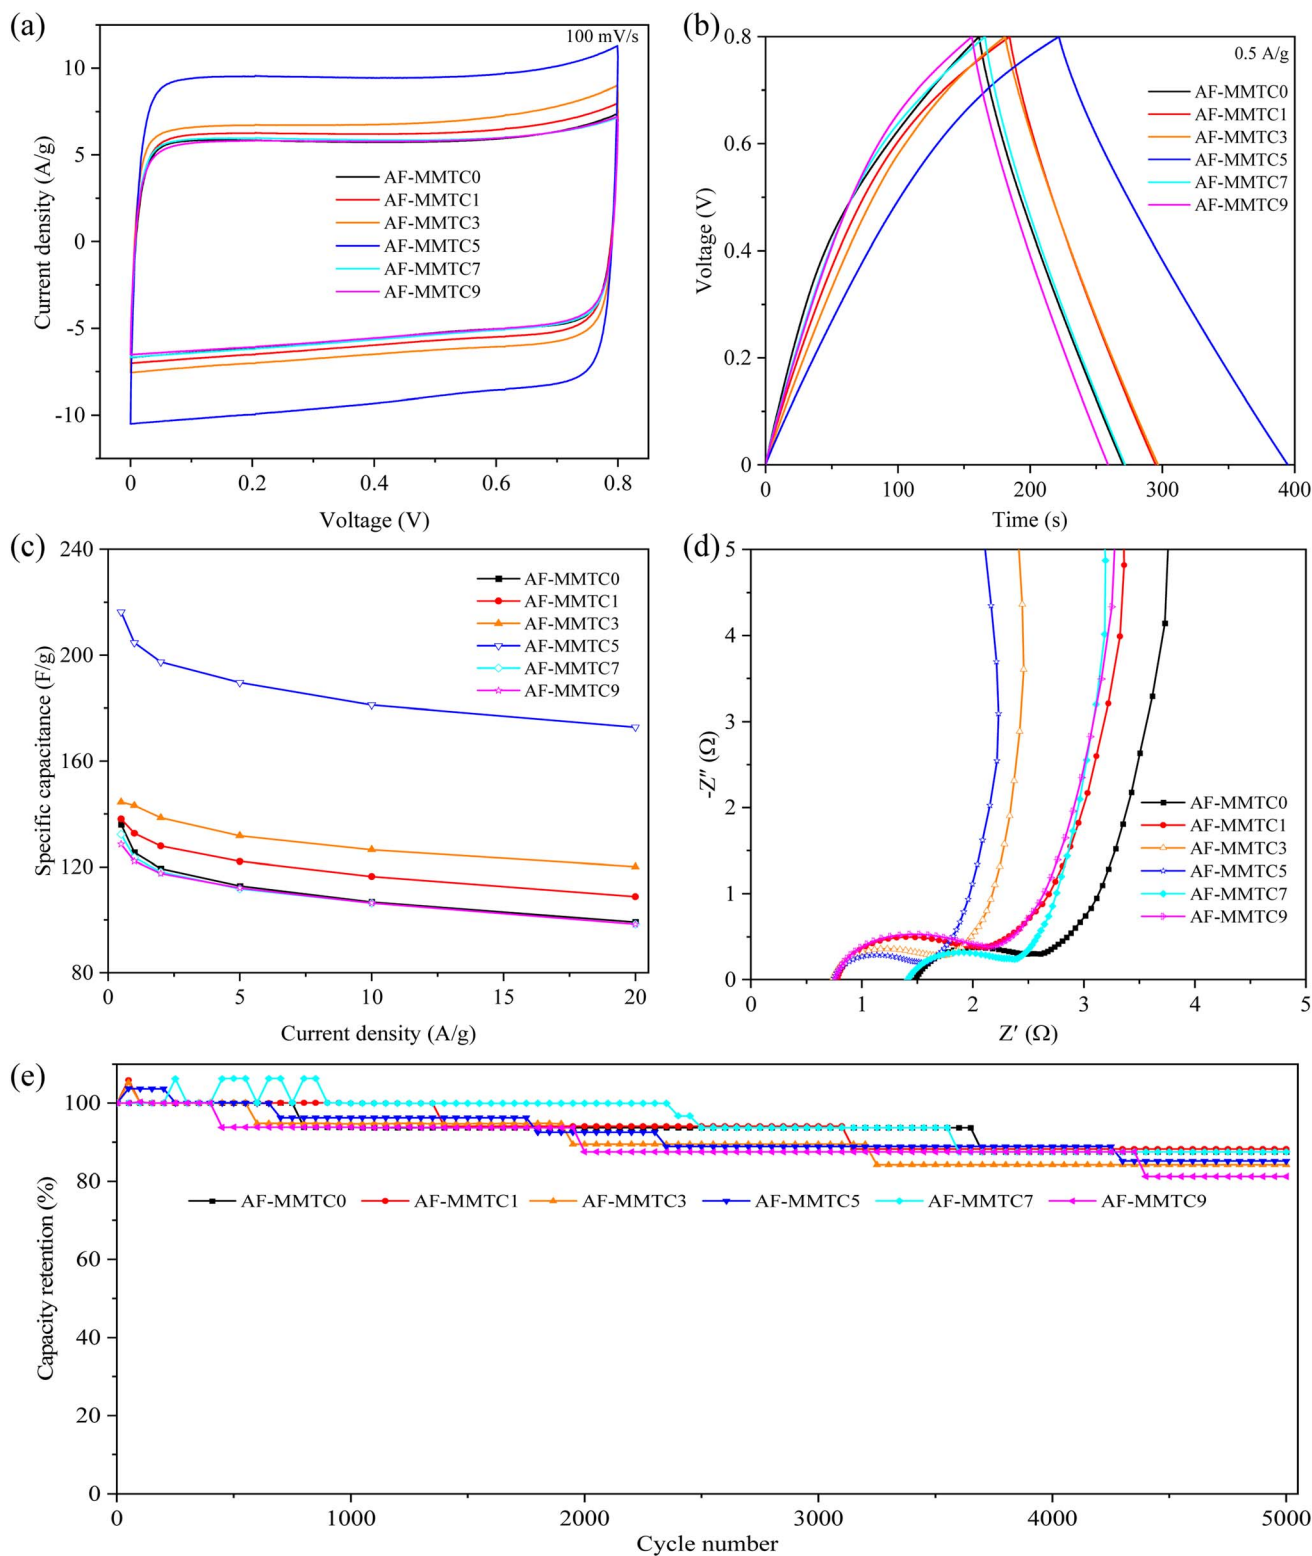 (a)
100 mV/s
10
5
0
-5
-10
Current density (A/g)
AF-MMTC0
AF-MMTC1
AF-MMTC3
AF-MMTC5
AF-MMTC7
AF-MMTC9
0 0.2 0.4 0.6 0.8
Voltage (V)
(b)
0.5 A/g
0.8
0.6
0.4
0.2
0
Voltage (V)
AF-MMTC0
AF-MMTC1
AF-MMTC3
AF-MMTC5
AF-MMTC7
AF-MMTC9
0 100 200 300 400
Time (s)
(c)
240
200
160
120
80
Specific capacitance (F/g)
AF-MMTC0
AF-MMTC1
AF-MMTC3
AF-MMTC5
AF-MMTC7
AF-MMTC9
0 5 10 15 20
Current density (A/g)
(d)
5
4
3
2
1
0
-Z″ (Ω)
AF-MMTC0
AF-MMTC1
AF-MMTC3
AF-MMTC5
AF-MMTC7
AF-MMTC9
0 1 2 3 4 5
Z′ (Ω)
(e)
100
80
60
40
20
0
Capacity retention (%)
AF-MMTC0 AF-MMTC1 AF-MMTC3 AF-MMTC5 AF-MMTC7 AF-MMTC9
0 1000 2000 3000 4000 5000
Cycle number